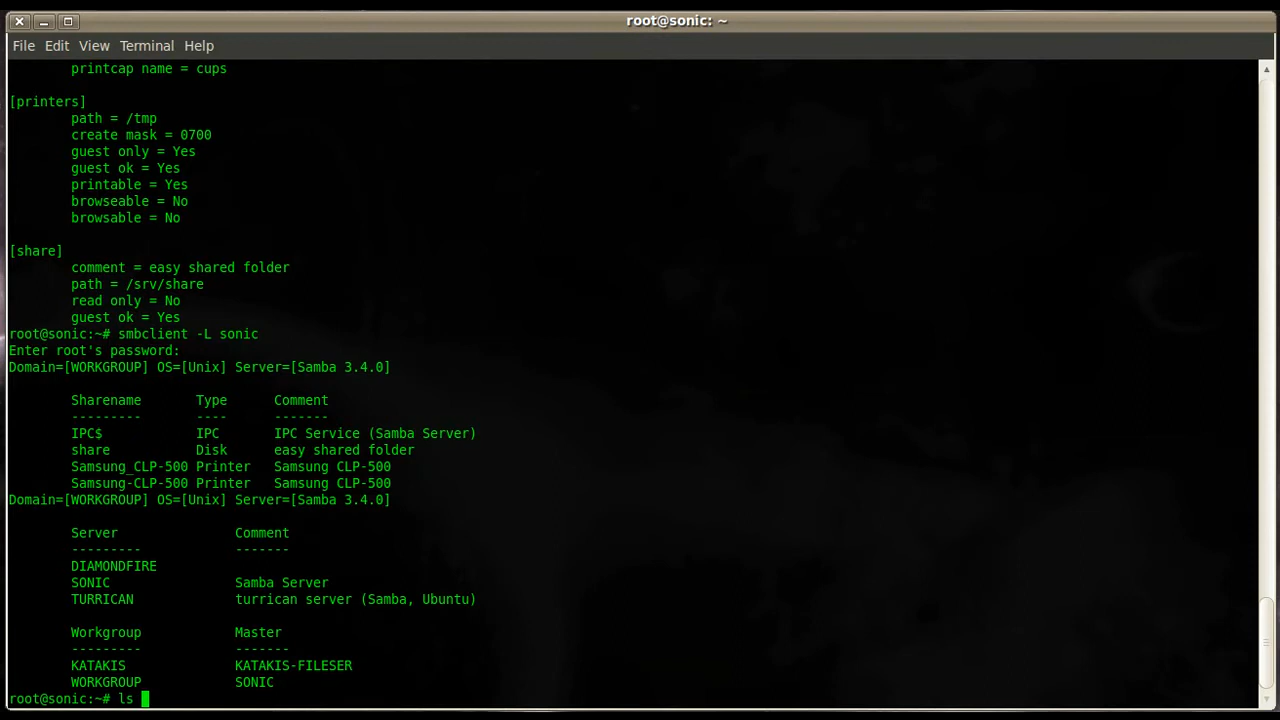 root@sonic: ~
File Edit View Terminal Help
printcap name = cups
[printers]
path = /tmp
create mask = 0700
guest only = Yes
guest ok = Yes
printable = Yes
browseable = No
browsable = No
[share]
comment = easy shared folder
path = /srv/share
read only = No
guest ok = Yes
root@sonic:~# smbclient -L sonic
Enter root's password:
Domain=[WORKGROUP] OS=[Unix] Server=[Samba 3.4.0]
Sharename Type Comment
--------- ---- -------
IPC$ IPC IPC Service (Samba Server)
share Disk easy shared folder
Samsung_CLP-500 Printer Samsung CLP-500
Samsung-CLP-500 Printer Samsung CLP-500
Domain=[WORKGROUP] OS=[Unix] Server=[Samba 3.4.0]
Server Comment
--------- -------
DIAMONDFIRE
SONIC Samba Server
TURRICAN turrican server (Samba, Ubuntu)
Workgroup Master
--------- -------
KATAKIS KATAKIS-FILESER
WORKGROUP SONIC
root@sonic:~# ls